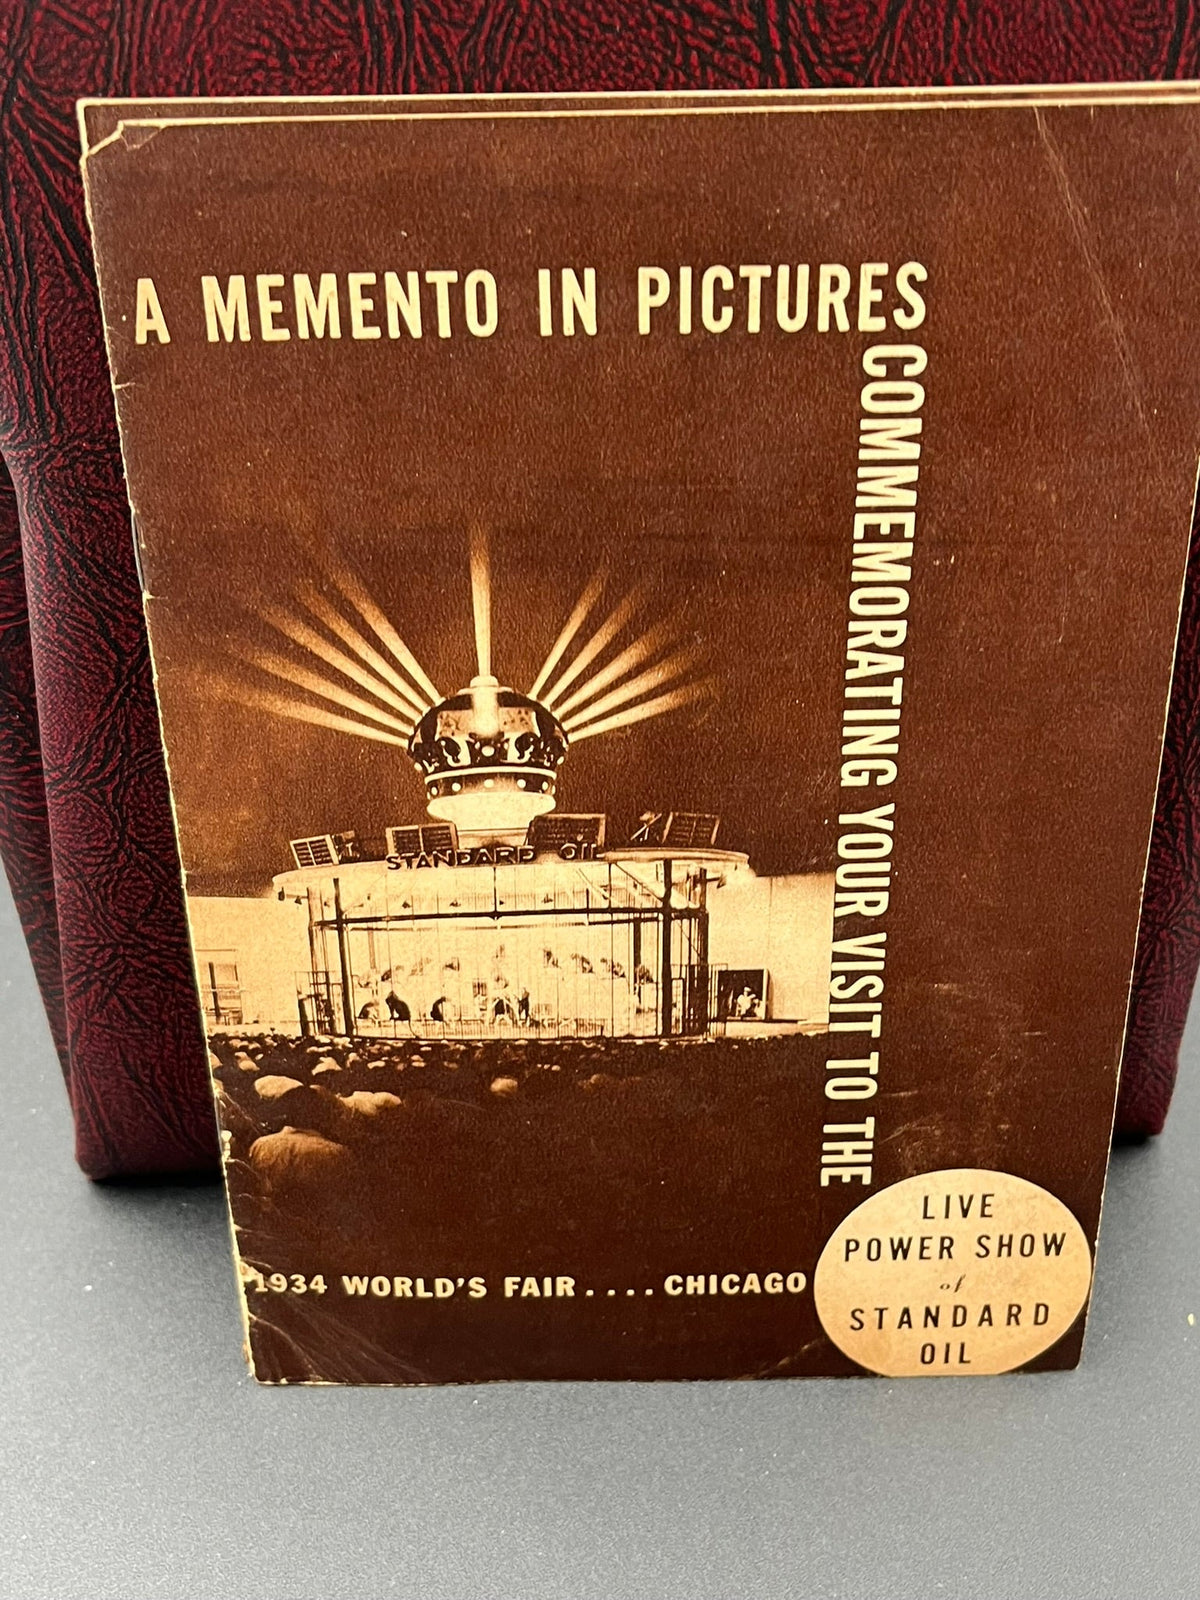 A MEMENTO IN PICTURES
COMMEMORATING YOUR VISIT TO THE
STANDARD OIL
LIVE
POWER SHOW
of
STANDARD
OIL
1934 WORLD'S FAIR....CHICAGO